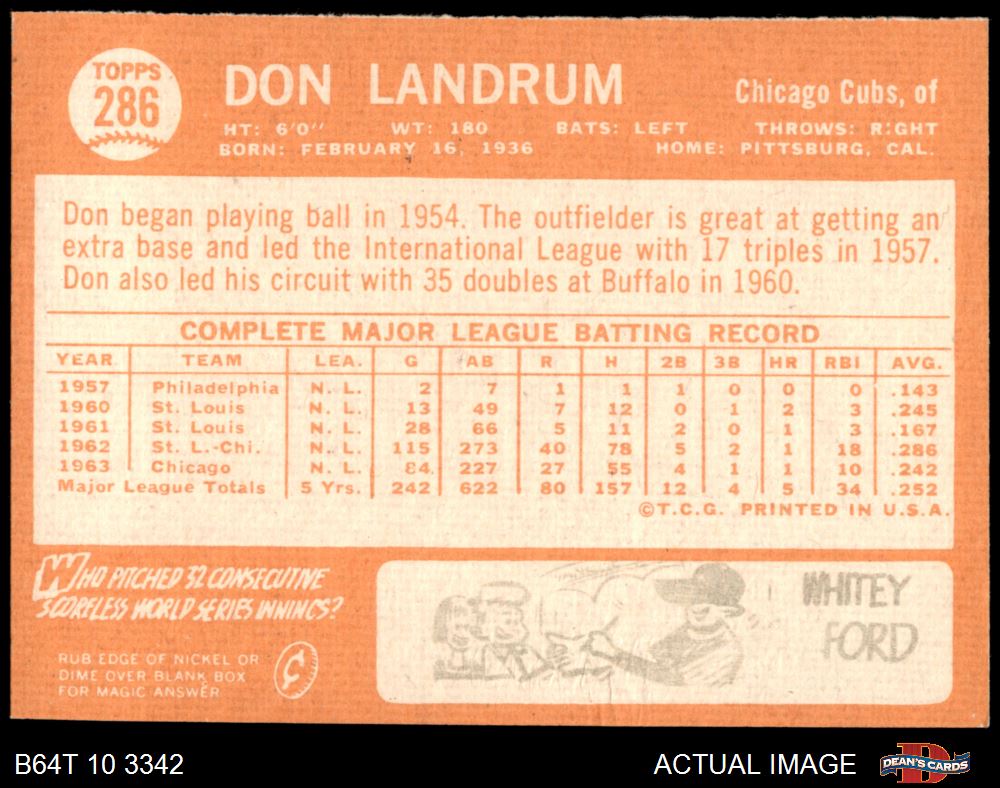 TOPPS
286
DON LANDRUM
Chicago Cubs, of
HT: 6'0" WT: 180 BATS: LEFT THROWS: RIGHT
BORN: FEBRUARY 16, 1936 HOME: PITTSBURG, CAL.
Don began playing ball in 1954. The outfielder is great at getting an
extra base and led the International League with 17 triples in 1957.
Don also led his circuit with 35 doubles at Buffalo in 1960.
COMPLETE MAJOR LEAGUE BATTING RECORD
YEAR TEAM LEA. G AB R H 2B 3B HR RBI AVG.
1957 Philadelphia N. L. 2 7 1 1 1 0 0 0 .143
1960 St. Louis N. L. 13 49 7 12 0 1 2 3 .245
1961 St. Louis N. L. 28 66 5 11 2 0 1 3 .167
1962 St. L.-Chi. N. L. 115 273 40 78 5 2 1 18 .286
1963 Chicago N. L. 84 227 27 55 4 1 1 10 .242
Major League Totals 5 Yrs. 242 622 80 157 12 4 5 34 .252
©T.C.G. PRINTED IN U.S.A.
WHO PITCHED 32 CONSECUTIVE
SCORELESS WORLD SERIES INNINGS?
RUB EDGE OF NICKEL OR
DIME OVER BLANK BOX
FOR MAGIC ANSWER
¢
WHITEY
FORD
B64T 10 3342
ACTUAL IMAGE
DEAN'S CARDS